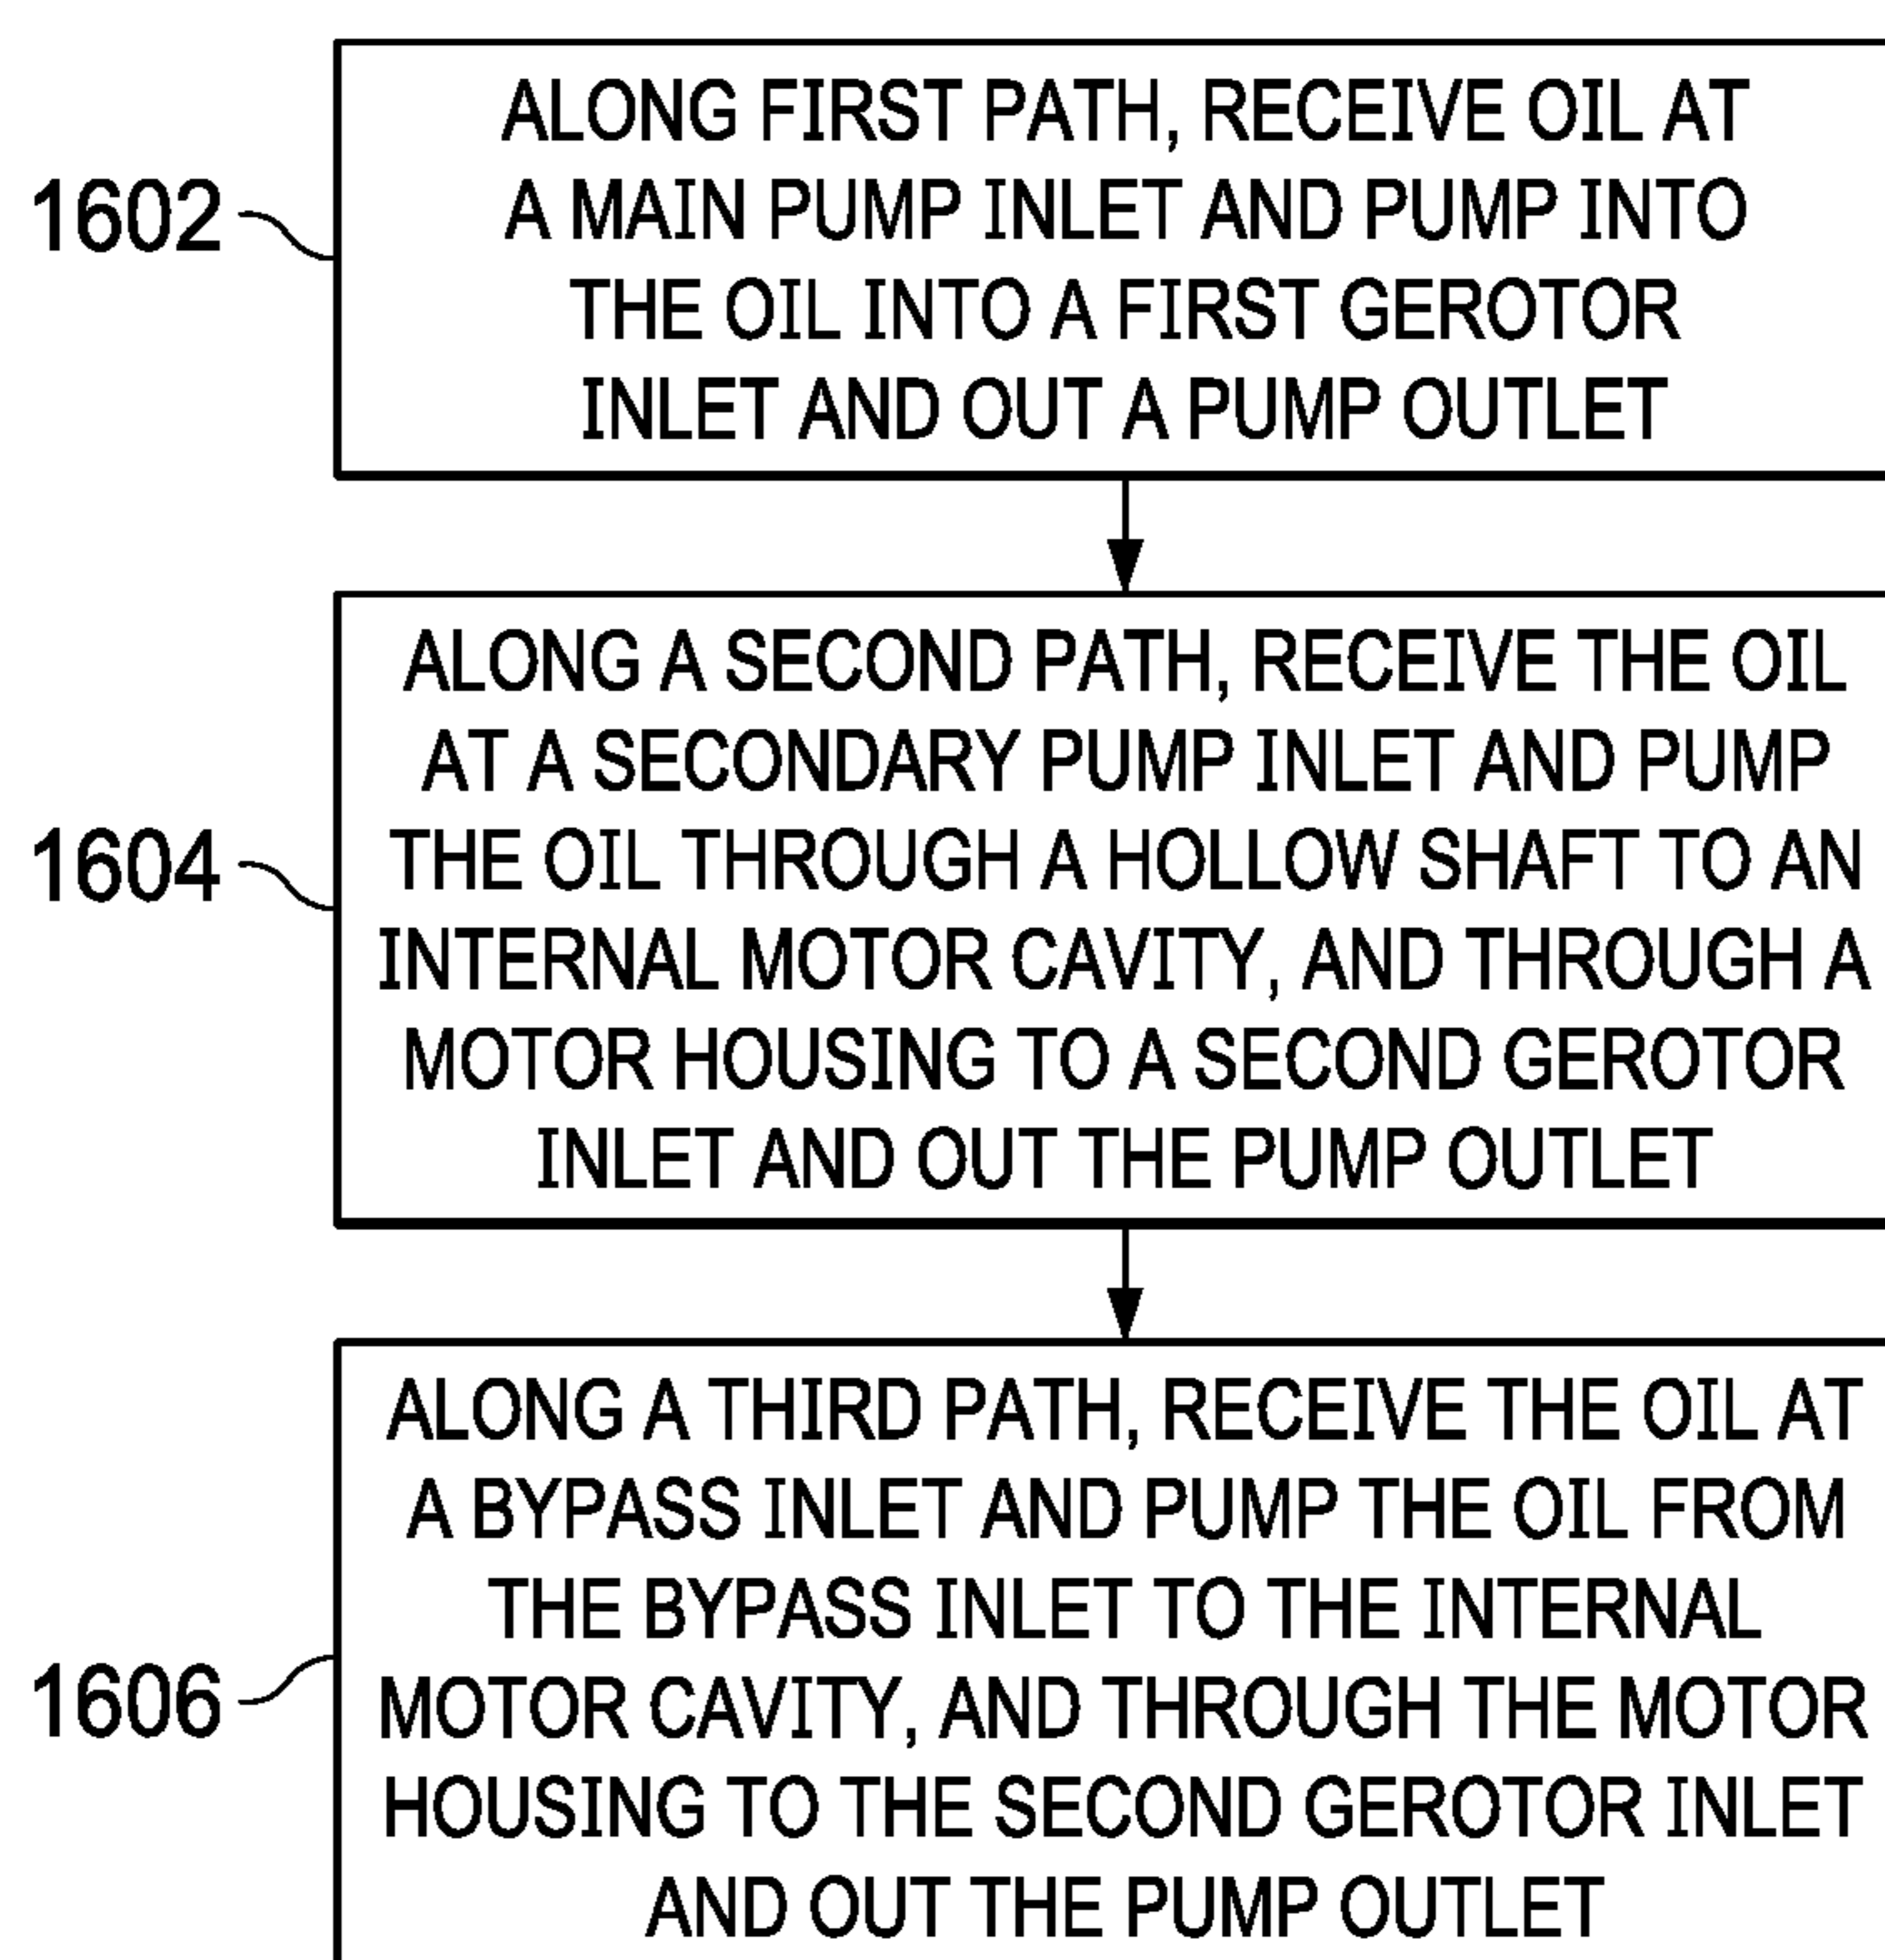 ALONG FIRST PATH, RECEIVE OIL AT
A MAIN PUMP INLET AND PUMP INTO
1602
THE OIL INTO A FIRST GEROTOR
INLET AND OUT A PUMP OUTLET
ALONG A SECOND PATH, RECEIVE THE OIL
AT A SECONDARY PUMP INLET AND PUMP
1604
THE OIL THROUGH A HOLLOW SHAFT TO AN
INTERNAL MOTOR CAVITY, AND THROUGH A
MOTOR HOUSING TO A SECOND GEROTOR
INLET AND OUT THE PUMP OUTLET
ALONG A THIRD PATH, RECEIVE THE OIL AT
A BYPASS INLET AND PUMP THE OIL FROM
THE BYPASS INLET TO THE INTERNAL
1606
MOTOR CAVITY, AND THROUGH THE MOTOR
HOUSING TO THE SECOND GEROTOR INLET
AND OUT THE PUMP OUTLET